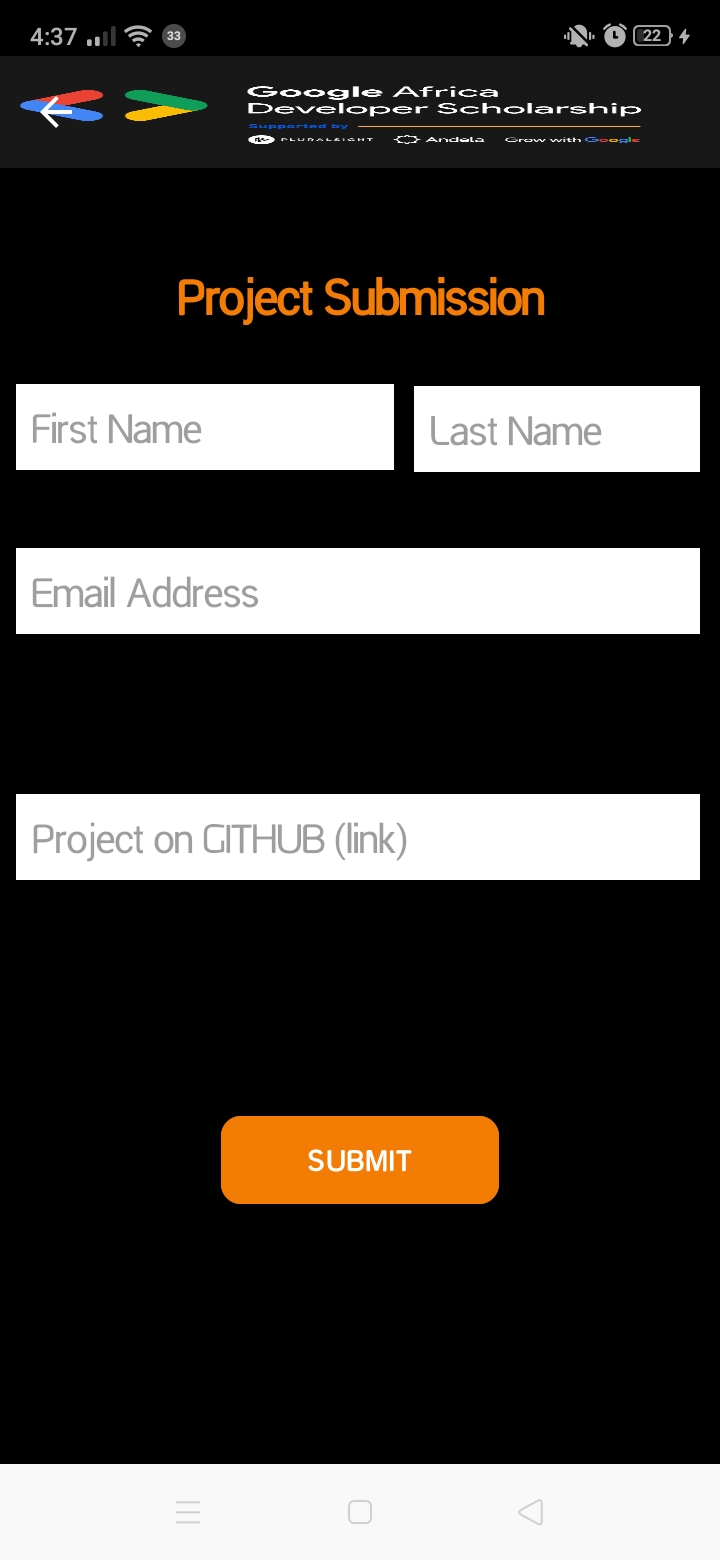 4:37 33 22
Google Africa
Developer Scholarship
Supported by
PLURALSIGHT Andela Grow with Google
Project Submission
First Name Last Name
Email Address
Project on GITHUB (link)
SUBMIT